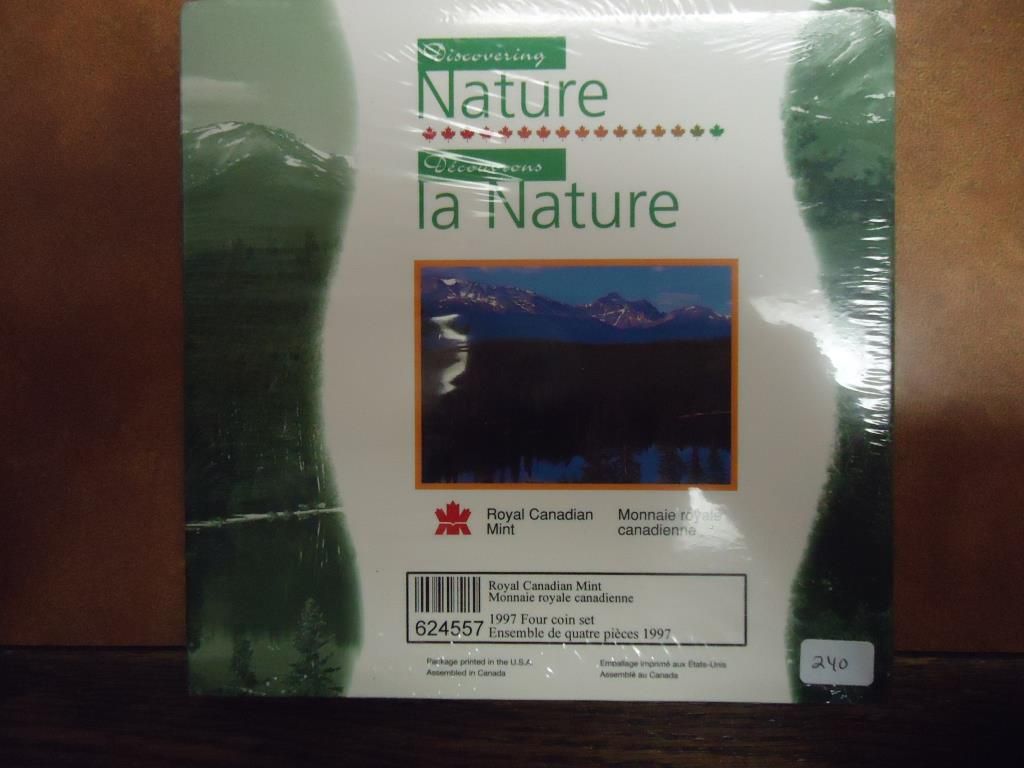 Discovering
Nature
Découvrons
la Nature
Royal Canadian
Mint
Monnaie royale
canadienne
Royal Canadian Mint
Monnaie royale canadienne
624557
1997 Four coin set
Ensemble de quatre pièces 1997
Package printed in the U.S.A.
Assembled in Canada
Emballage imprimé aux États-Unis
Assemblé au Canada
240